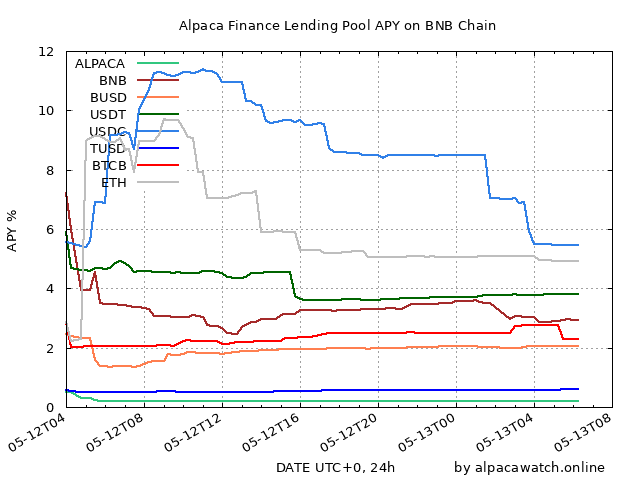 Alpaca Finance Lending Pool APY on BNB Chain
APY %
12
10
8
6
4
2
0
ALPACA
BNB
BUSD
USDT
USDC
TUSD
BTCB
ETH
05-12T04
05-12T08
05-12T12
05-12T16
05-12T20
05-13T00
05-13T04
05-13T08
DATE UTC+0, 24h
by alpacawatch.online